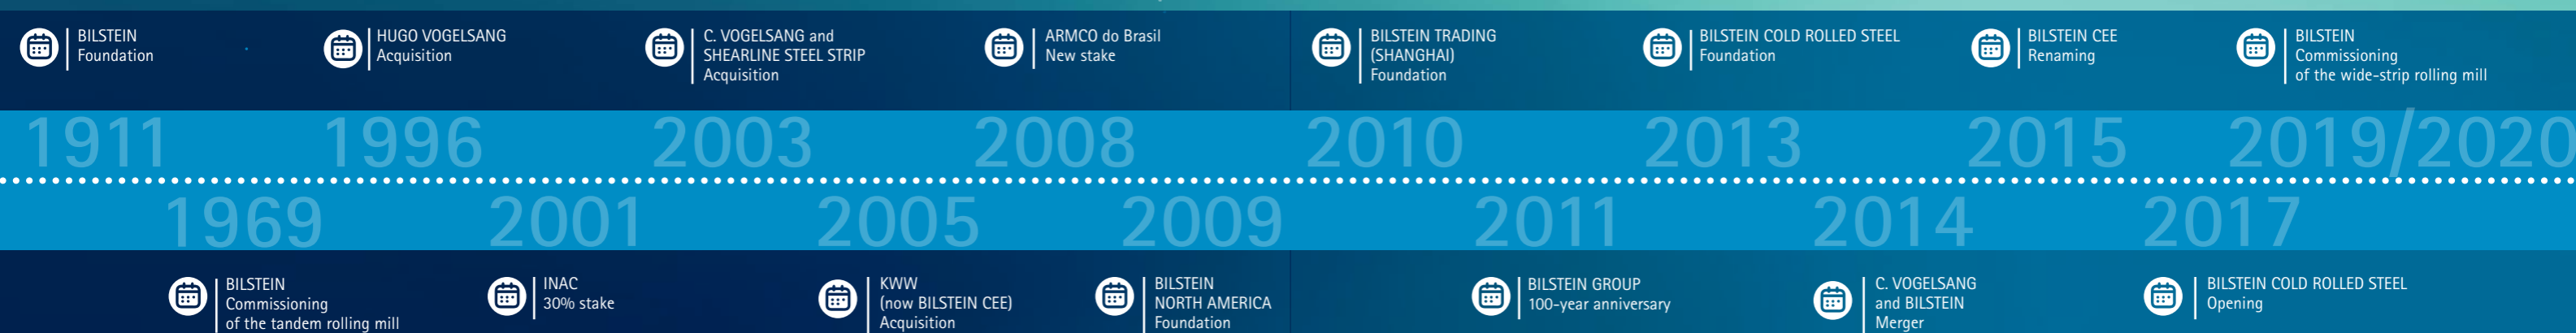 BILSTEIN
Foundation
HUGO VOGELSANG
Acquisition
C. VOGELSANG and
SHEARLINE STEEL STRIP
Acquisition
ARMCO do Brasil
New stake
BILSTEIN TRADING
(SHANGHAI)
Foundation
BILSTEIN COLD ROLLED STEEL
Foundation
BILSTEIN CEE
Renaming
BILSTEIN
Commissioning
of the wide-strip rolling mill
1911 1996 2003 2008 2010 2013 2015 2019/2020
1969 2001 2005 2009 2011 2014 2017
BILSTEIN
Commissioning
of the tandem rolling mill
INAC
30% stake
KWW
(now BILSTEIN CEE)
Acquisition
BILSTEIN
NORTH AMERICA
Foundation
BILSTEIN GROUP
100-year anniversary
C. VOGELSANG
and BILSTEIN
Merger
BILSTEIN COLD ROLLED STEEL
Opening